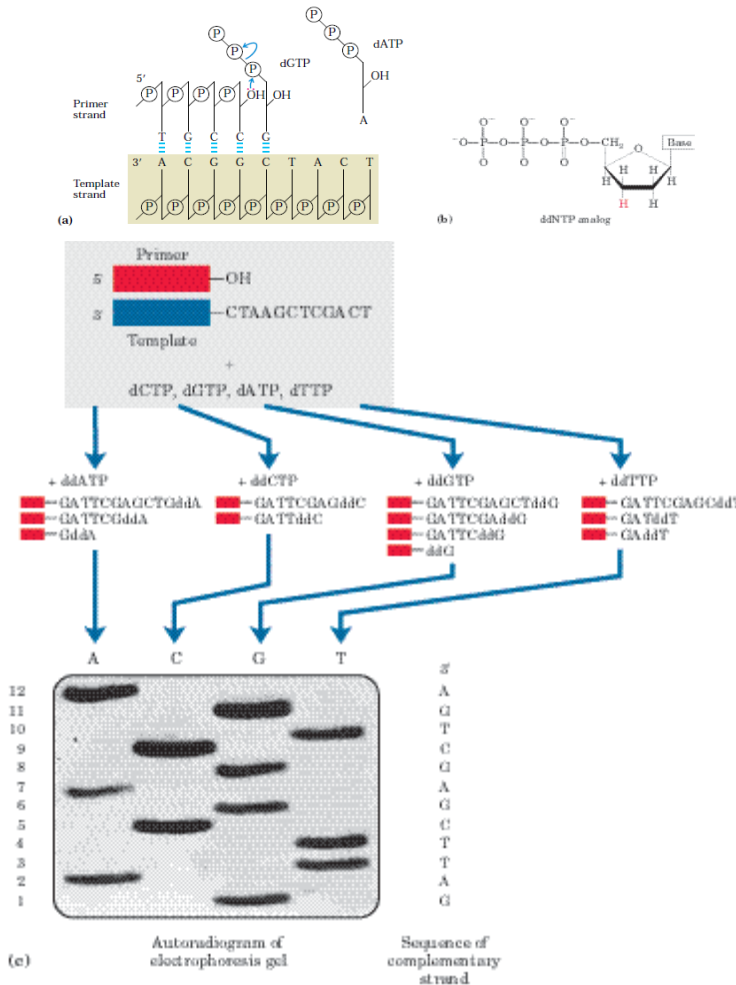 P
P
P
dGTP
P
P
P
dATP
OH
A
5′
P P P P OH OH
Primer
strand
T G C C G
3′ A C G G C T A C T
Template
strand
P P P P P P P P P
(a)
O⁻ O⁻ O⁻
⁻O—P—O—P—O—P—O—CH₂ Base
O O O O
H H H H
H H
(b) ddNTP analog
Primer
5′ —OH
3′ —CTAAGCTCGACT
Template
+
dCTP, dGTP, dATP, dTTP
+ ddATP + ddCTP + ddGTP + ddTTP
GATTCGAGCTGddA GATTCGAGddC GATTCGAGCTddG GATTCGAGCddT
GATTCGddA GATTddC GATTCGAddG GATddT
GddA GATTCddG GAddT
ddG
A C G T
3′
12 A
11 G
10 T
9 C
8 G
7 A
6 G
5 C
4 T
3 T
2 A
1 G
(c) Autoradiogram of
electrophoresis gel
Sequence of
complementary
strand